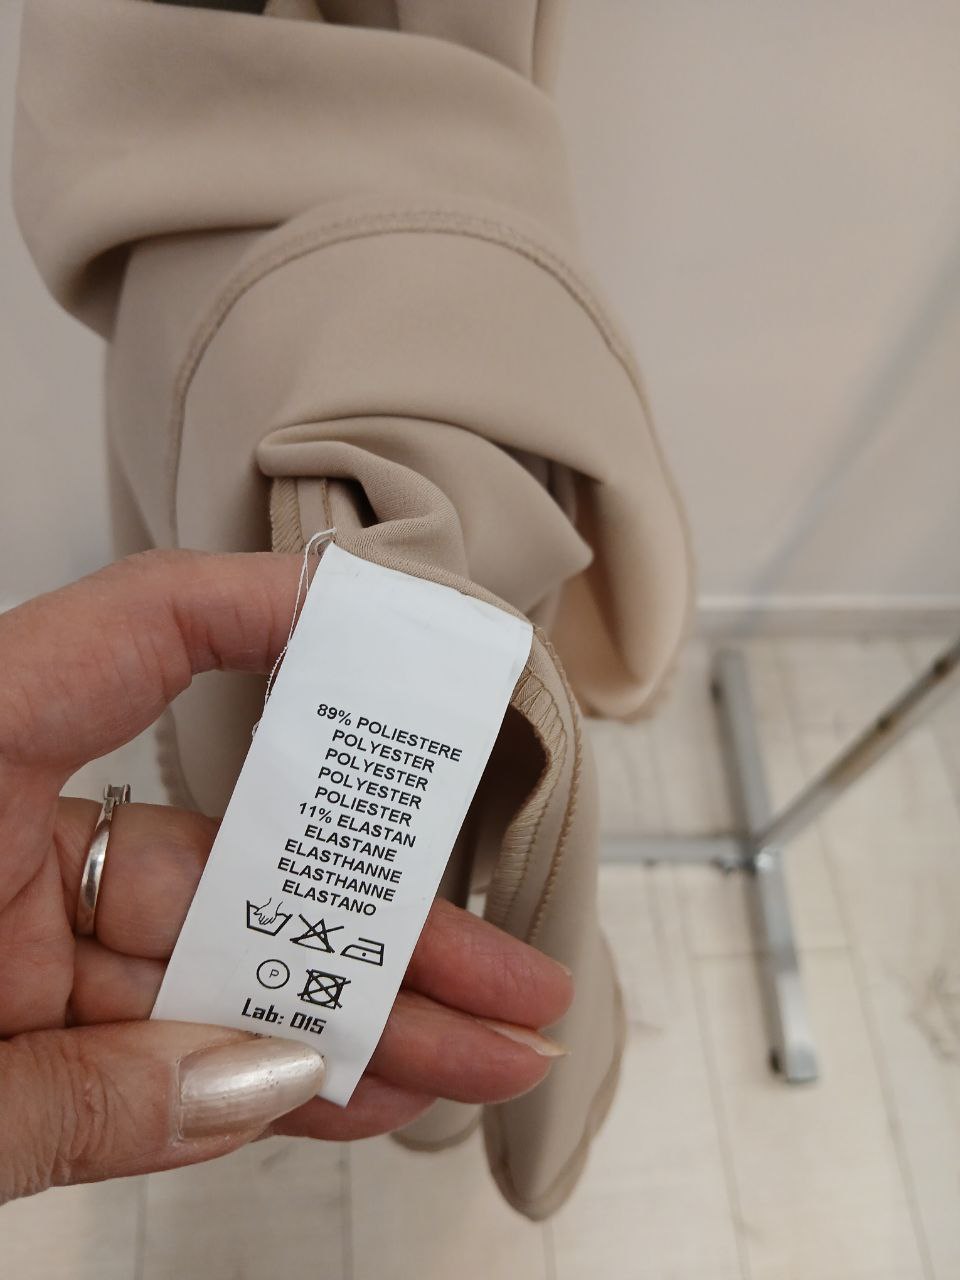 89% POLIESTERE
POLYESTER
POLYESTER
POLYESTER
POLIESTER
11% ELASTAN
ELASTANE
ELASTHANNE
ELASTHANNE
ELASTANO
P
Lab: 015